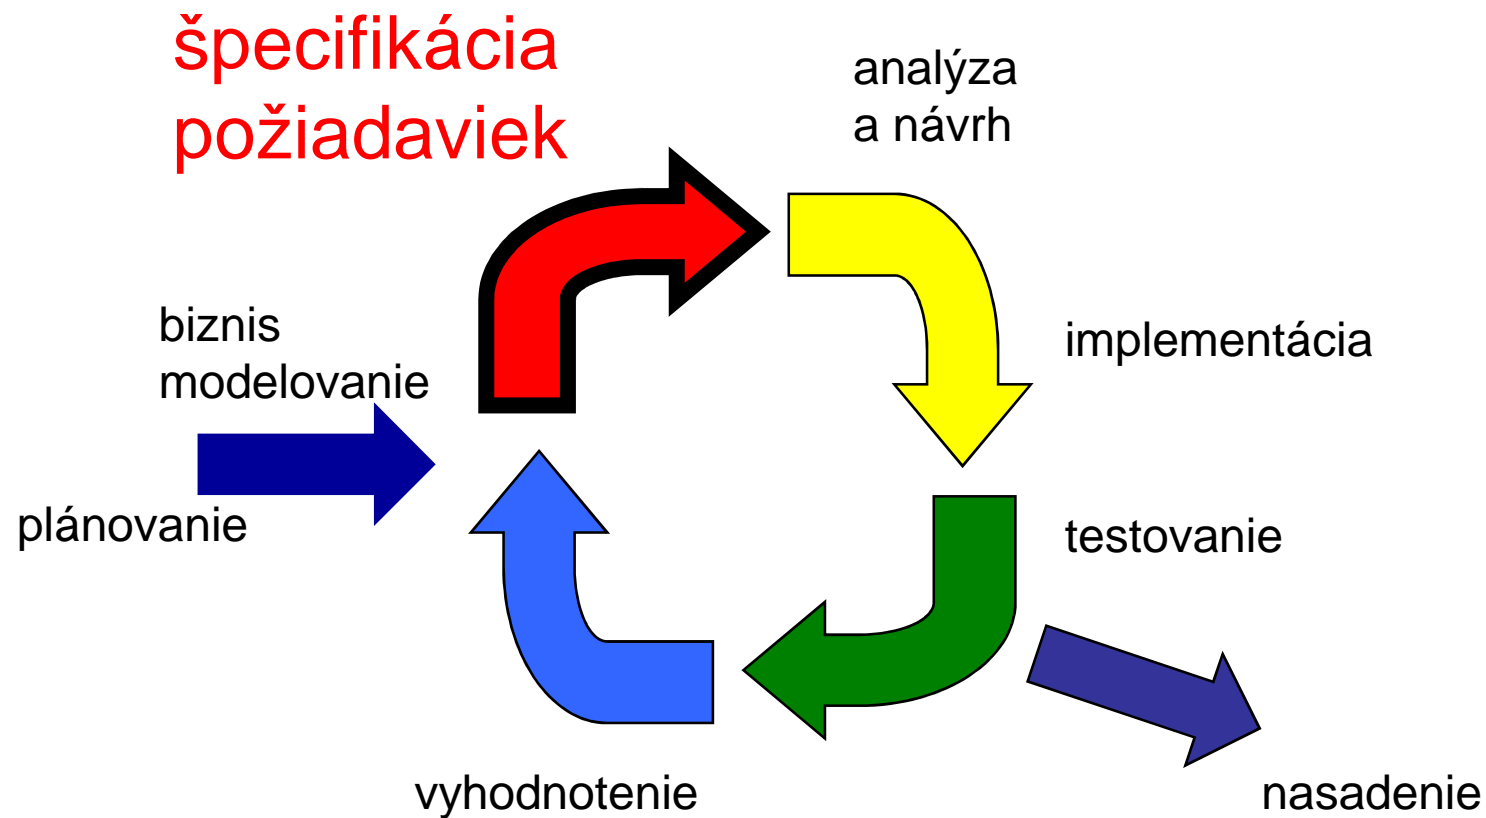 špecifikácia
požiadaviek
analýza
a návrh
biznis
modelovanie
implementácia
plánovanie
testovanie
vyhodnotenie
nasadenie